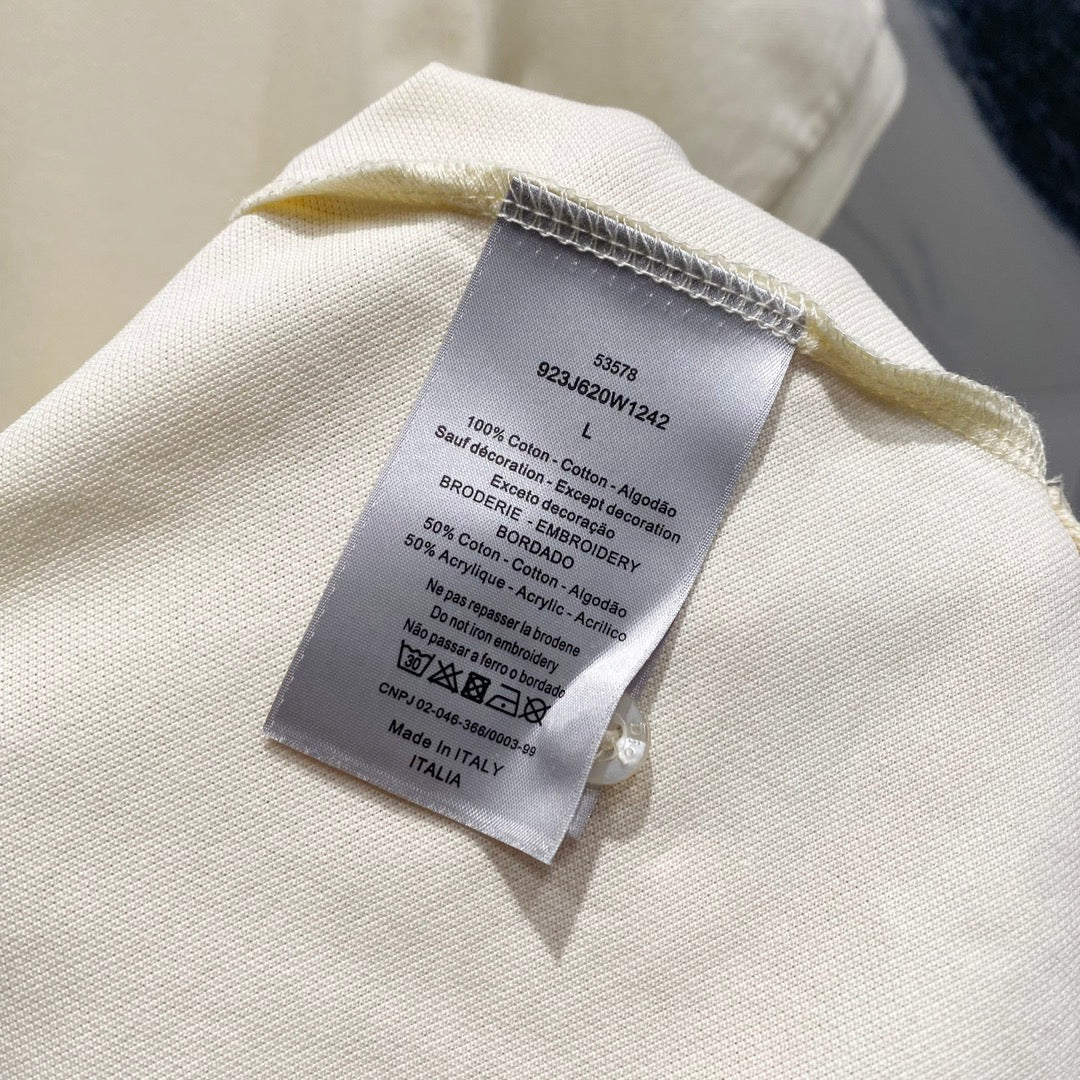 53578
923J620W1242
L
100% Coton - Cotton - Algodão
Sauf décoration - Except decoration
Exceto decoração
BRODERIE - EMBROIDERY
BORDADO
50% Coton - Cotton - Algodão
50% Acrylique - Acrylic - Acrilico
Ne pas repasser la brodene
Do not iron embroidery
Não passar a ferro o bordado
30
CNPJ 02-046-366/0003-99
Made In ITALY
ITALIA